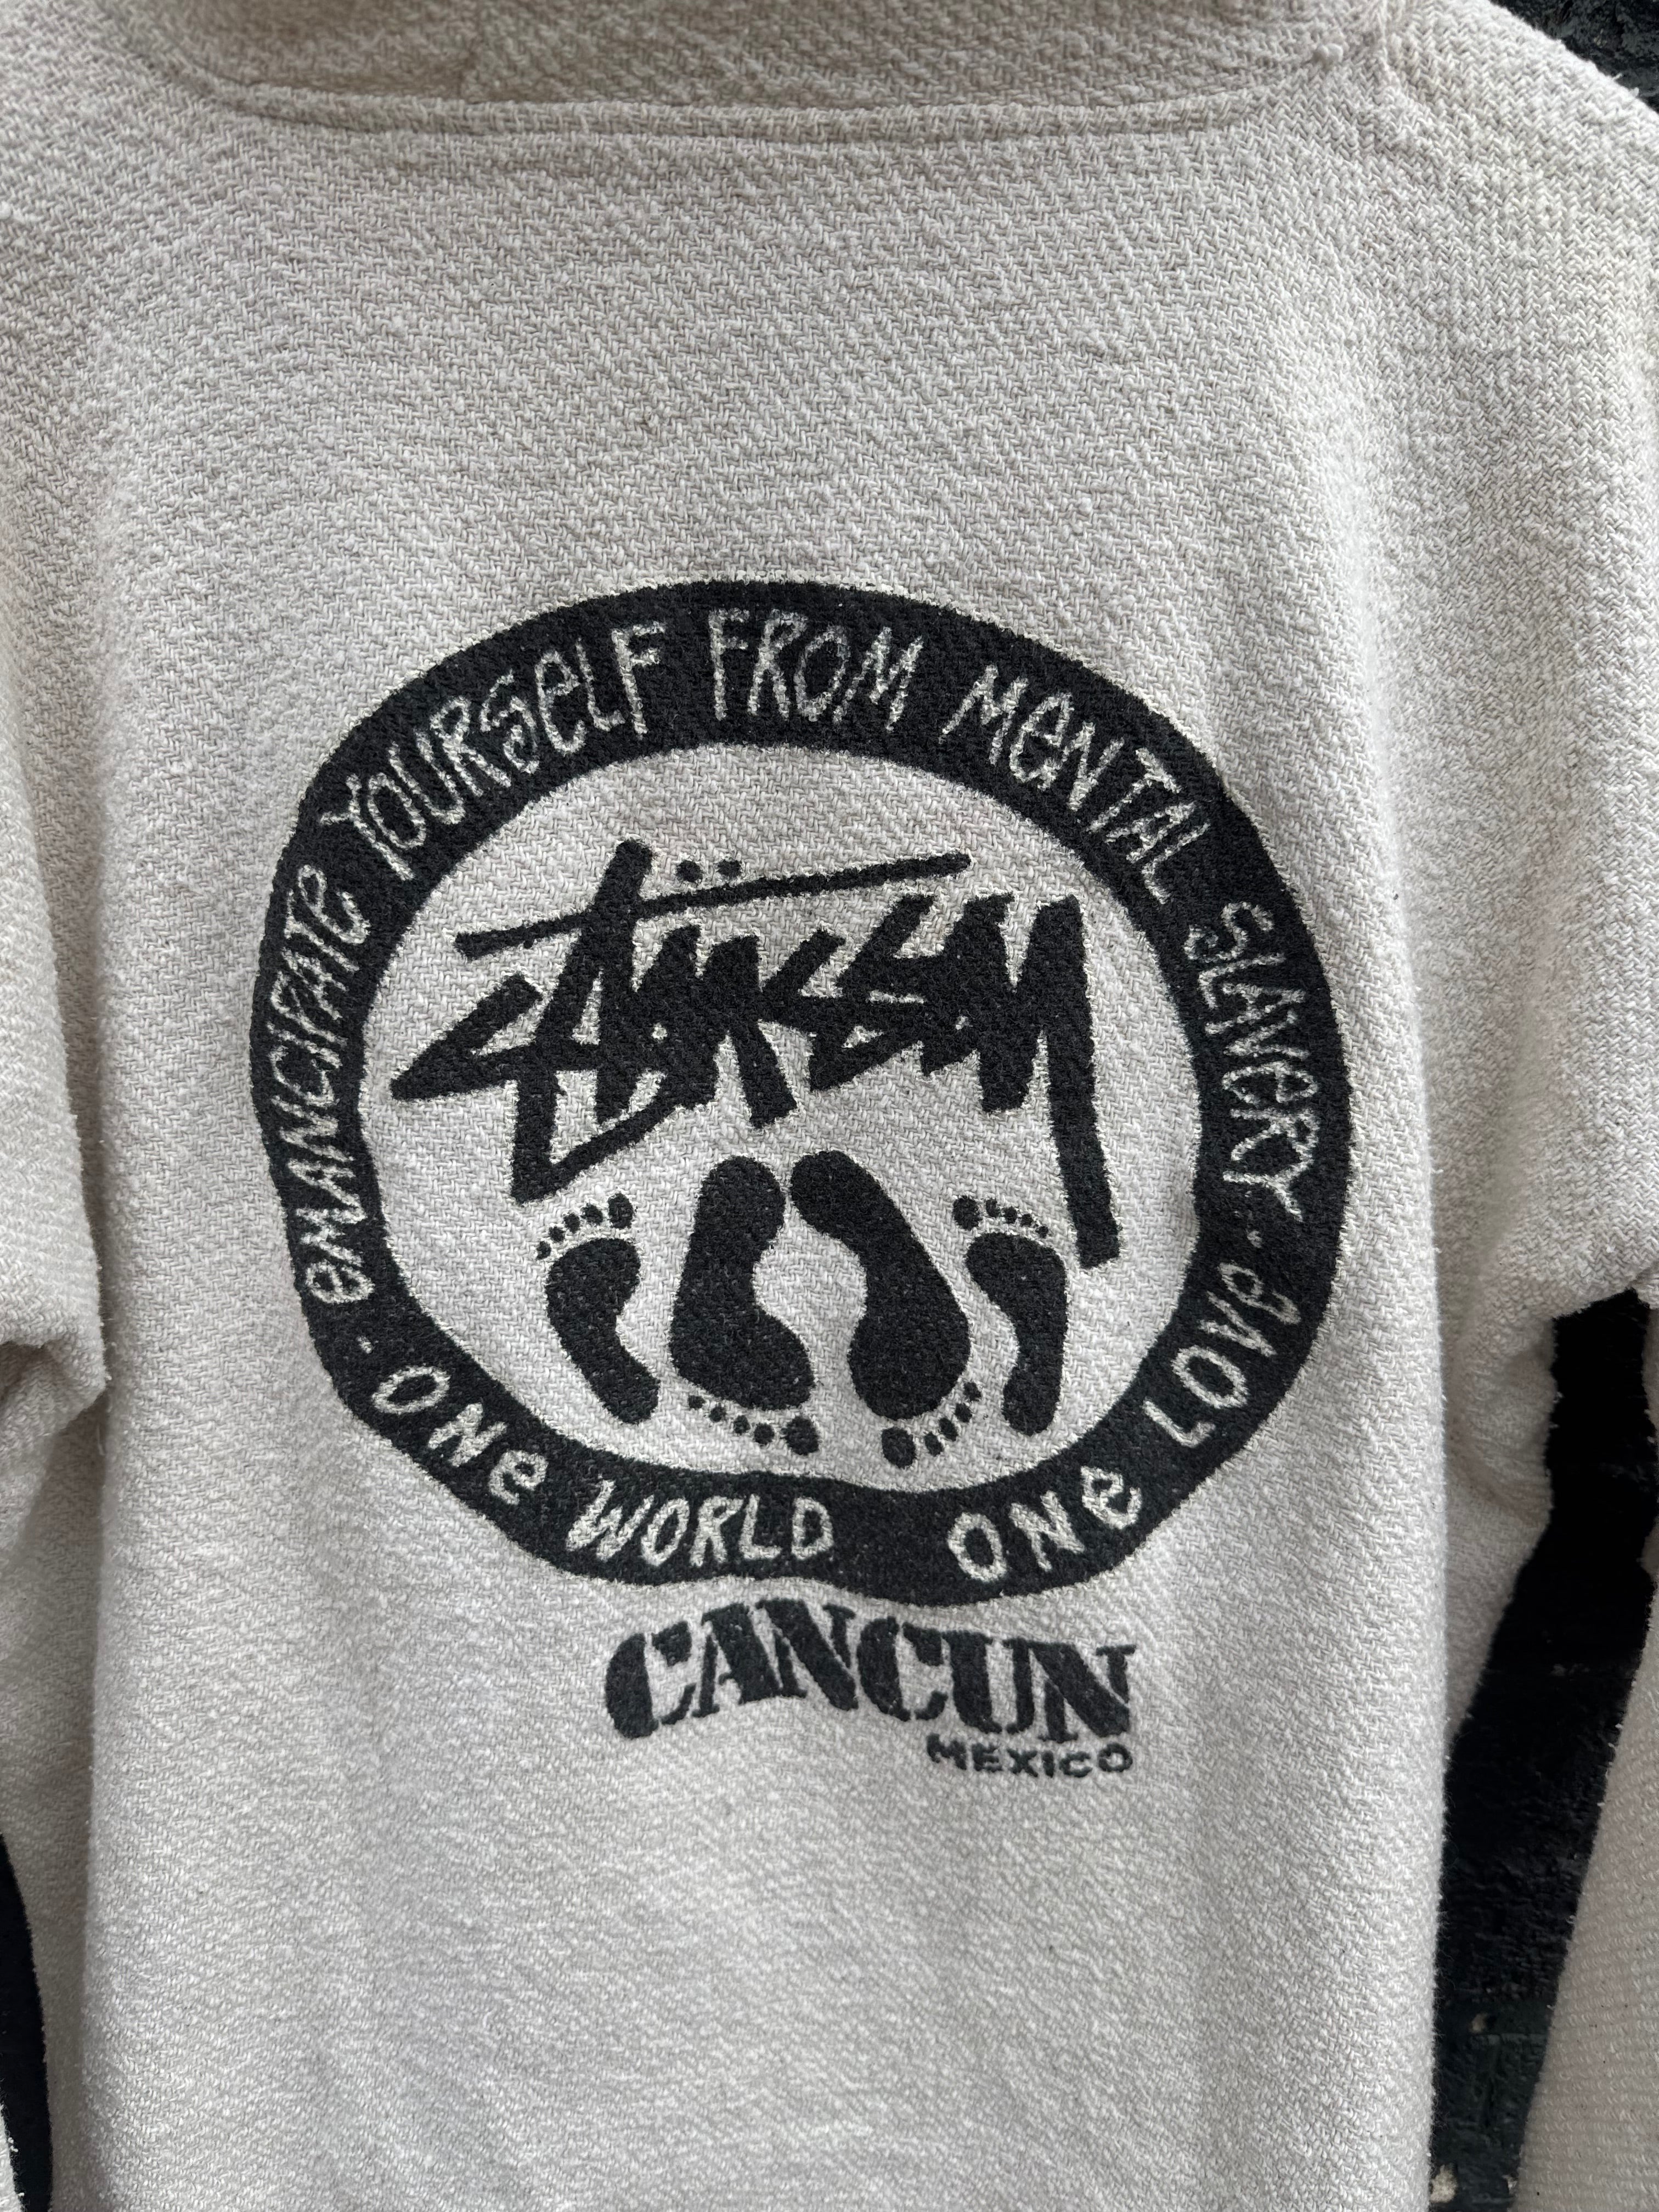 eMANCIPATe YOURSeLF FROM MeNTAL SLAVeRY · ONe LOVe
· ONe WORLD
Stüssy
CANCUN
MEXICO